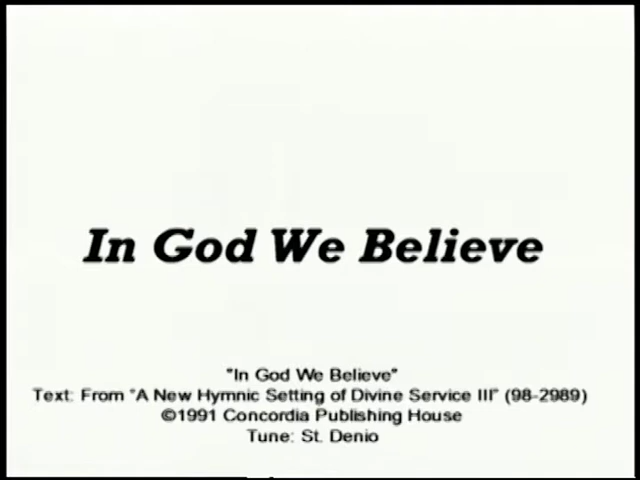 In God We Believe
"In God We Believe"
Text: From "A New Hymnic Setting of Divine Service III" (98-2989)
©1991 Concordia Publishing House
Tune: St. Denio